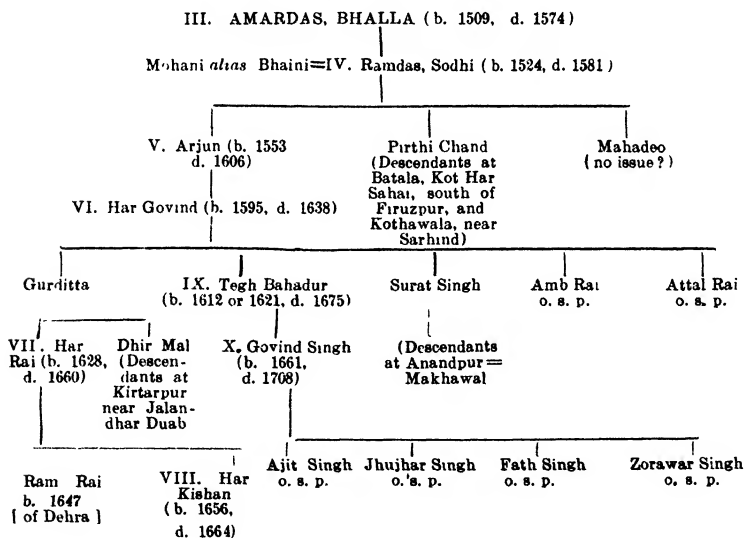 III. AMARDAS, BHALLA (b. 1509, d. 1574)
Mohani alias Bhaini=IV. Ramdas, Sodhi (b. 1524, d. 1581)
V. Arjun (b. 1553
d. 1606)
Pirthi Chand
(Descendants at
Batala, Kot Har
Sahai, south of
Firuzpur, and
Kothawala, near
Sarhind)
Mahadeo
(no issue?)
VI. Har Govind (b. 1595, d. 1638)
Gurditta
IX. Tegh Bahadur
(b. 1612 or 1621, d. 1675)
Surat Singh
Amb Rai
o. s. p.
Attal Rai
o. s. p.
VII. Har
Rai (b. 1628,
d. 1660)
Dhir Mal
(Descen-
dants at
Kirtarpur
near Jalan-
dhar Duab
X. Govind Singh
(b. 1661,
d. 1708)
(Descendants
at Anandpur=
Makhawal
Ram Rai
b. 1647
[of Dehra]
VIII. Har
Kishan
(b. 1656,
d. 1664)
Ajit Singh
o. s. p.
Jhujhar Singh
o. s. p.
Fath Singh
o. s. p.
Zorawar Singh
o. s. p.